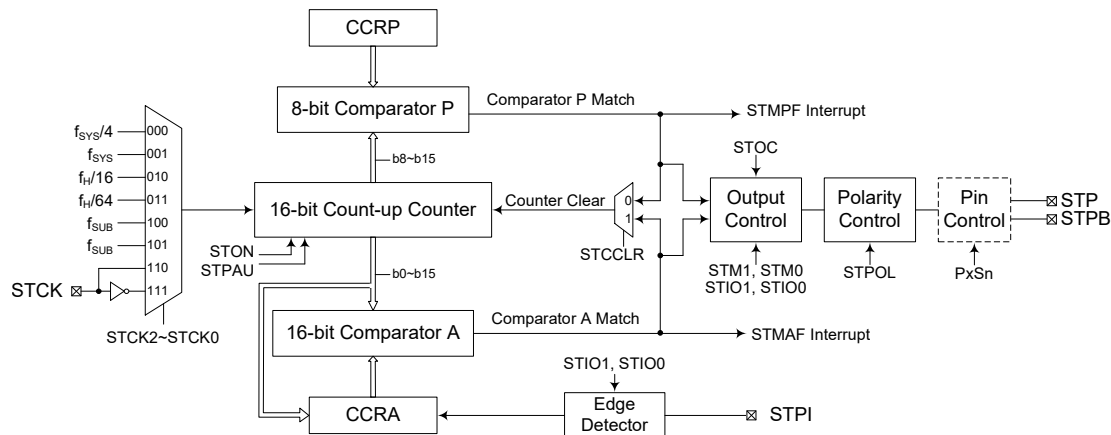 CCRP
8-bit Comparator P
Comparator P Match
STMPF Interrupt
b8~b15
fSYS/4
000
fSYS
001
fH/16
010
fH/64
011
fSUB
100
fSUB
101
110
111
STCK
STCK2~STCK0
16-bit Count-up Counter
STON
STPAU
Counter Clear
0
1
STCCLR
STOC
Output
Control
STM1, STM0
STIO1, STIO0
Polarity
Control
STPOL
Pin
Control
PxSn
STP
STPB
b0~b15
16-bit Comparator A
Comparator A Match
STMAF Interrupt
STIO1, STIO0
CCRA
Edge
Detector
STPI